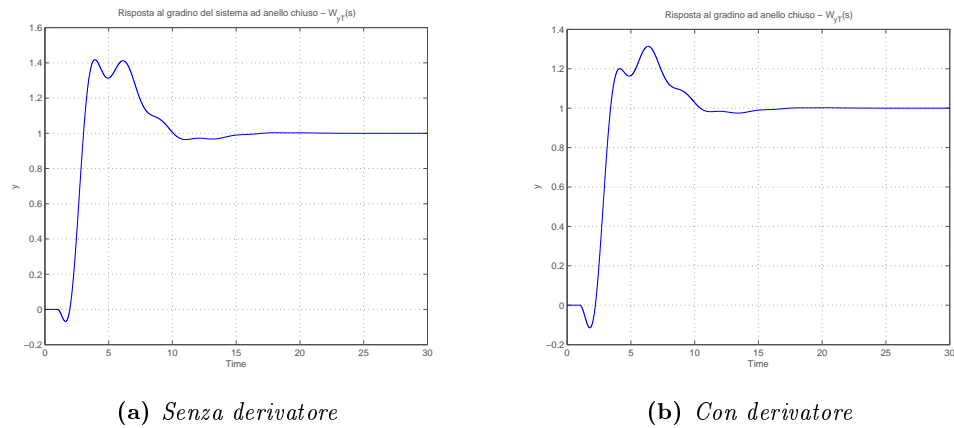 Risposta al gradino del sistema ad anello chiuso – W_yT(s)
1.6
1.4
1.2
1
0.8
0.6
0.4
0.2
0
−0.2
y
0 5 10 15 20 25 30
Time
(a) Senza derivatore
Risposta al gradino ad anello chiuso – W_yT(s)
1.4
1.2
1
0.8
0.6
0.4
0.2
0
−0.2
y
0 5 10 15 20 25 30
Time
(b) Con derivatore